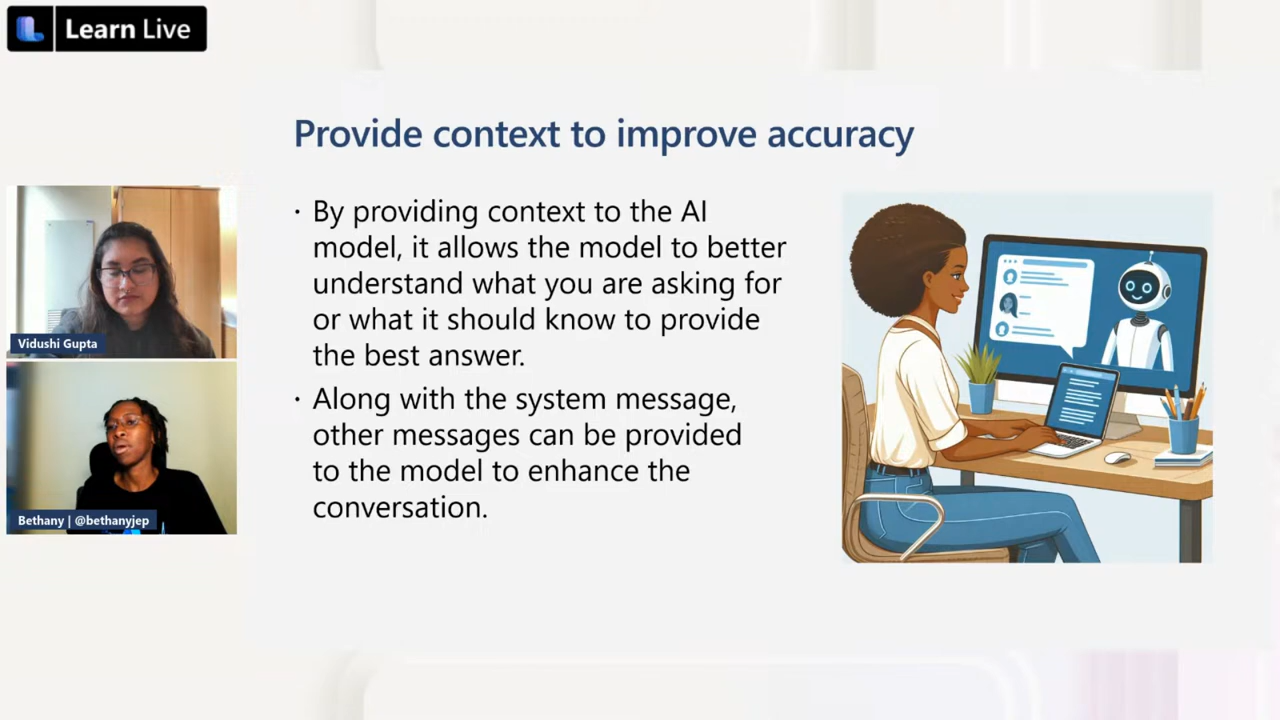 Learn Live
Provide context to improve accuracy
· By providing context to the AI
model, it allows the model to better
understand what you are asking for
or what it should know to provide
the best answer.
· Along with the system message,
other messages can be provided
to the model to enhance the
conversation.
Vidushi Gupta
Bethany | @bethanyjep